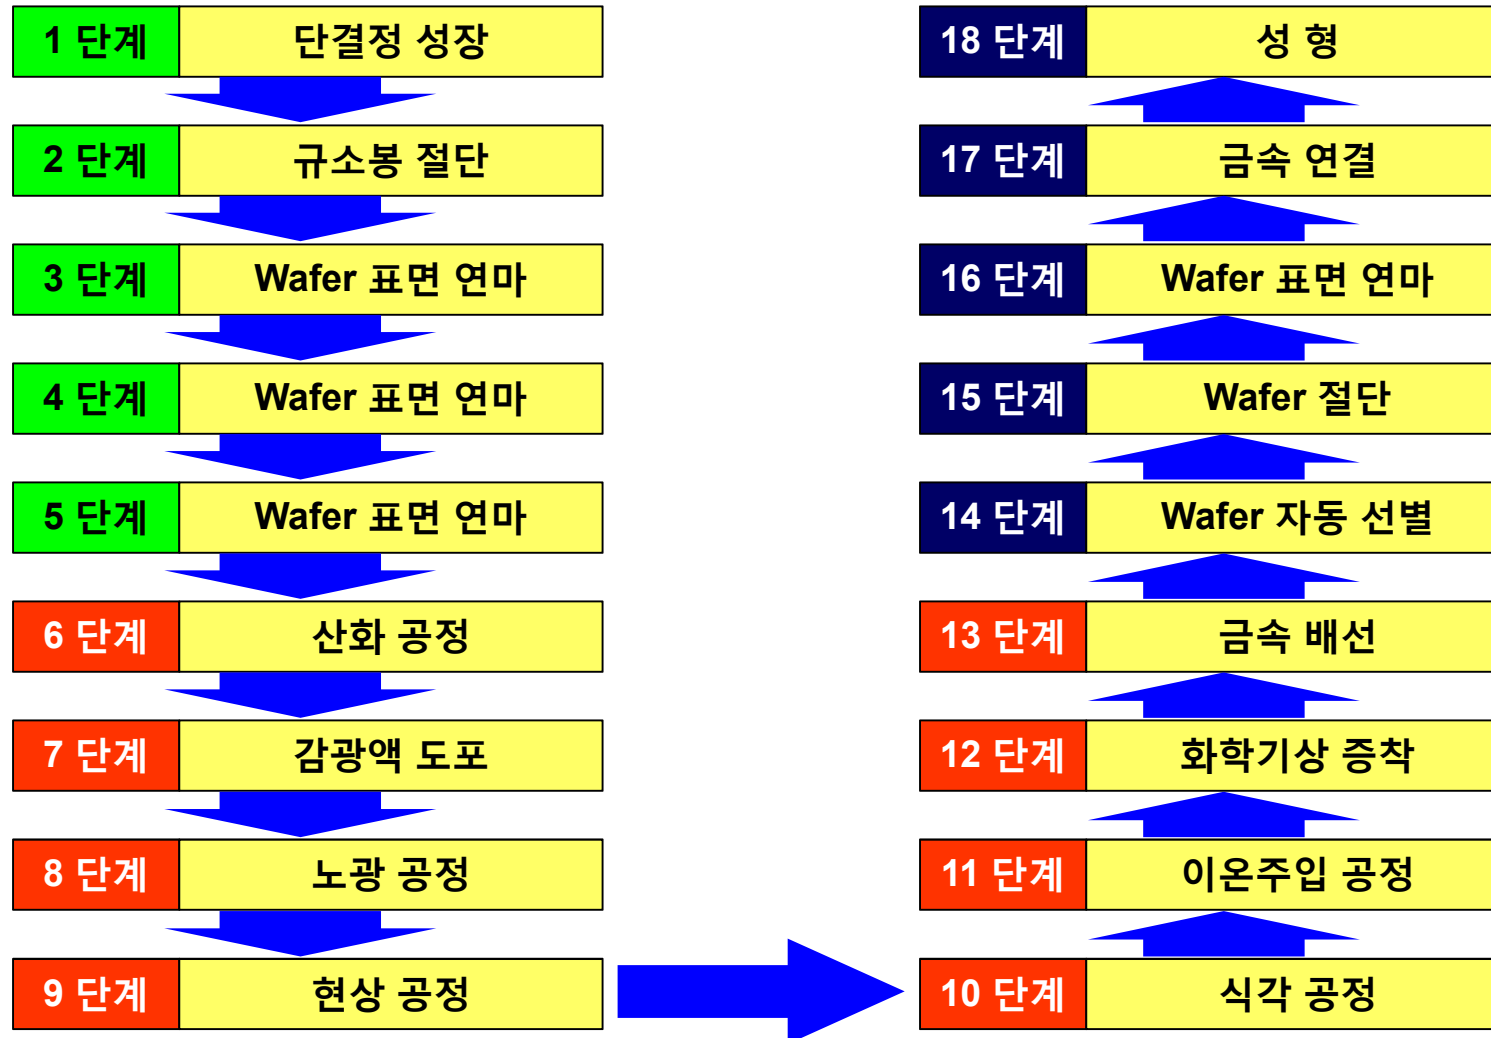 1 단계 단결정 성장
2 단계 규소봉 절단
3 단계 Wafer 표면 연마
4 단계 Wafer 표면 연마
5 단계 Wafer 표면 연마
6 단계 산화 공정
7 단계 감광액 도포
8 단계 노광 공정
9 단계 현상 공정
10 단계 식각 공정
11 단계 이온주입 공정
12 단계 화학기상 증착
13 단계 금속 배선
14 단계 Wafer 자동 선별
15 단계 Wafer 절단
16 단계 Wafer 표면 연마
17 단계 금속 연결
18 단계 성 형